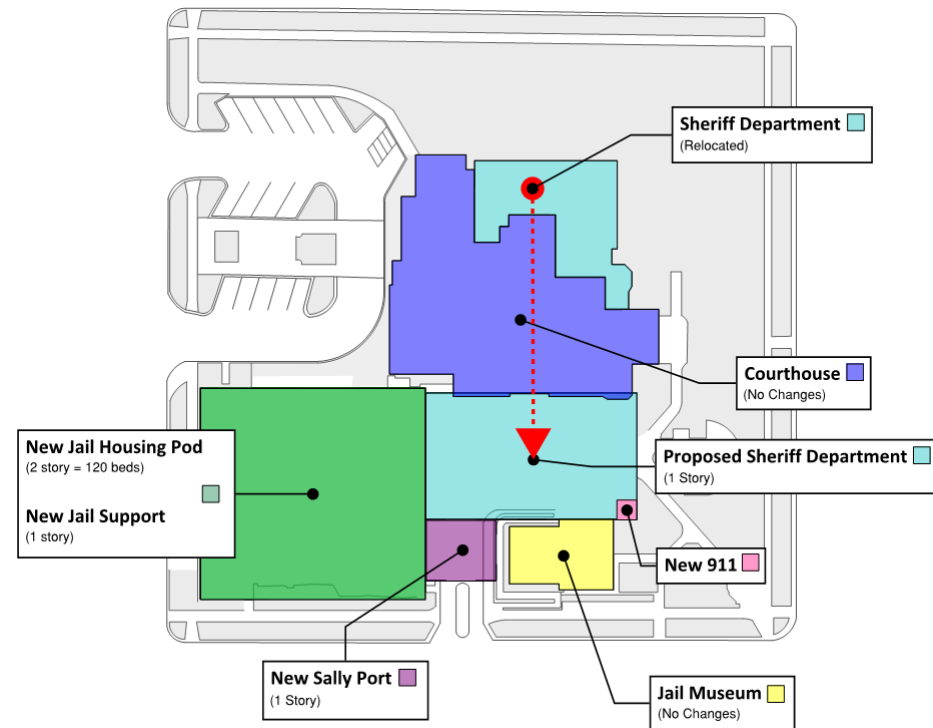 Sheriff Department
(Relocated)
Courthouse
(No Changes)
New Jail Housing Pod
(2 story = 120 beds)
New Jail Support
(1 story)
Proposed Sheriff Department
(1 Story)
New 911
New Sally Port
(1 Story)
Jail Museum
(No Changes)